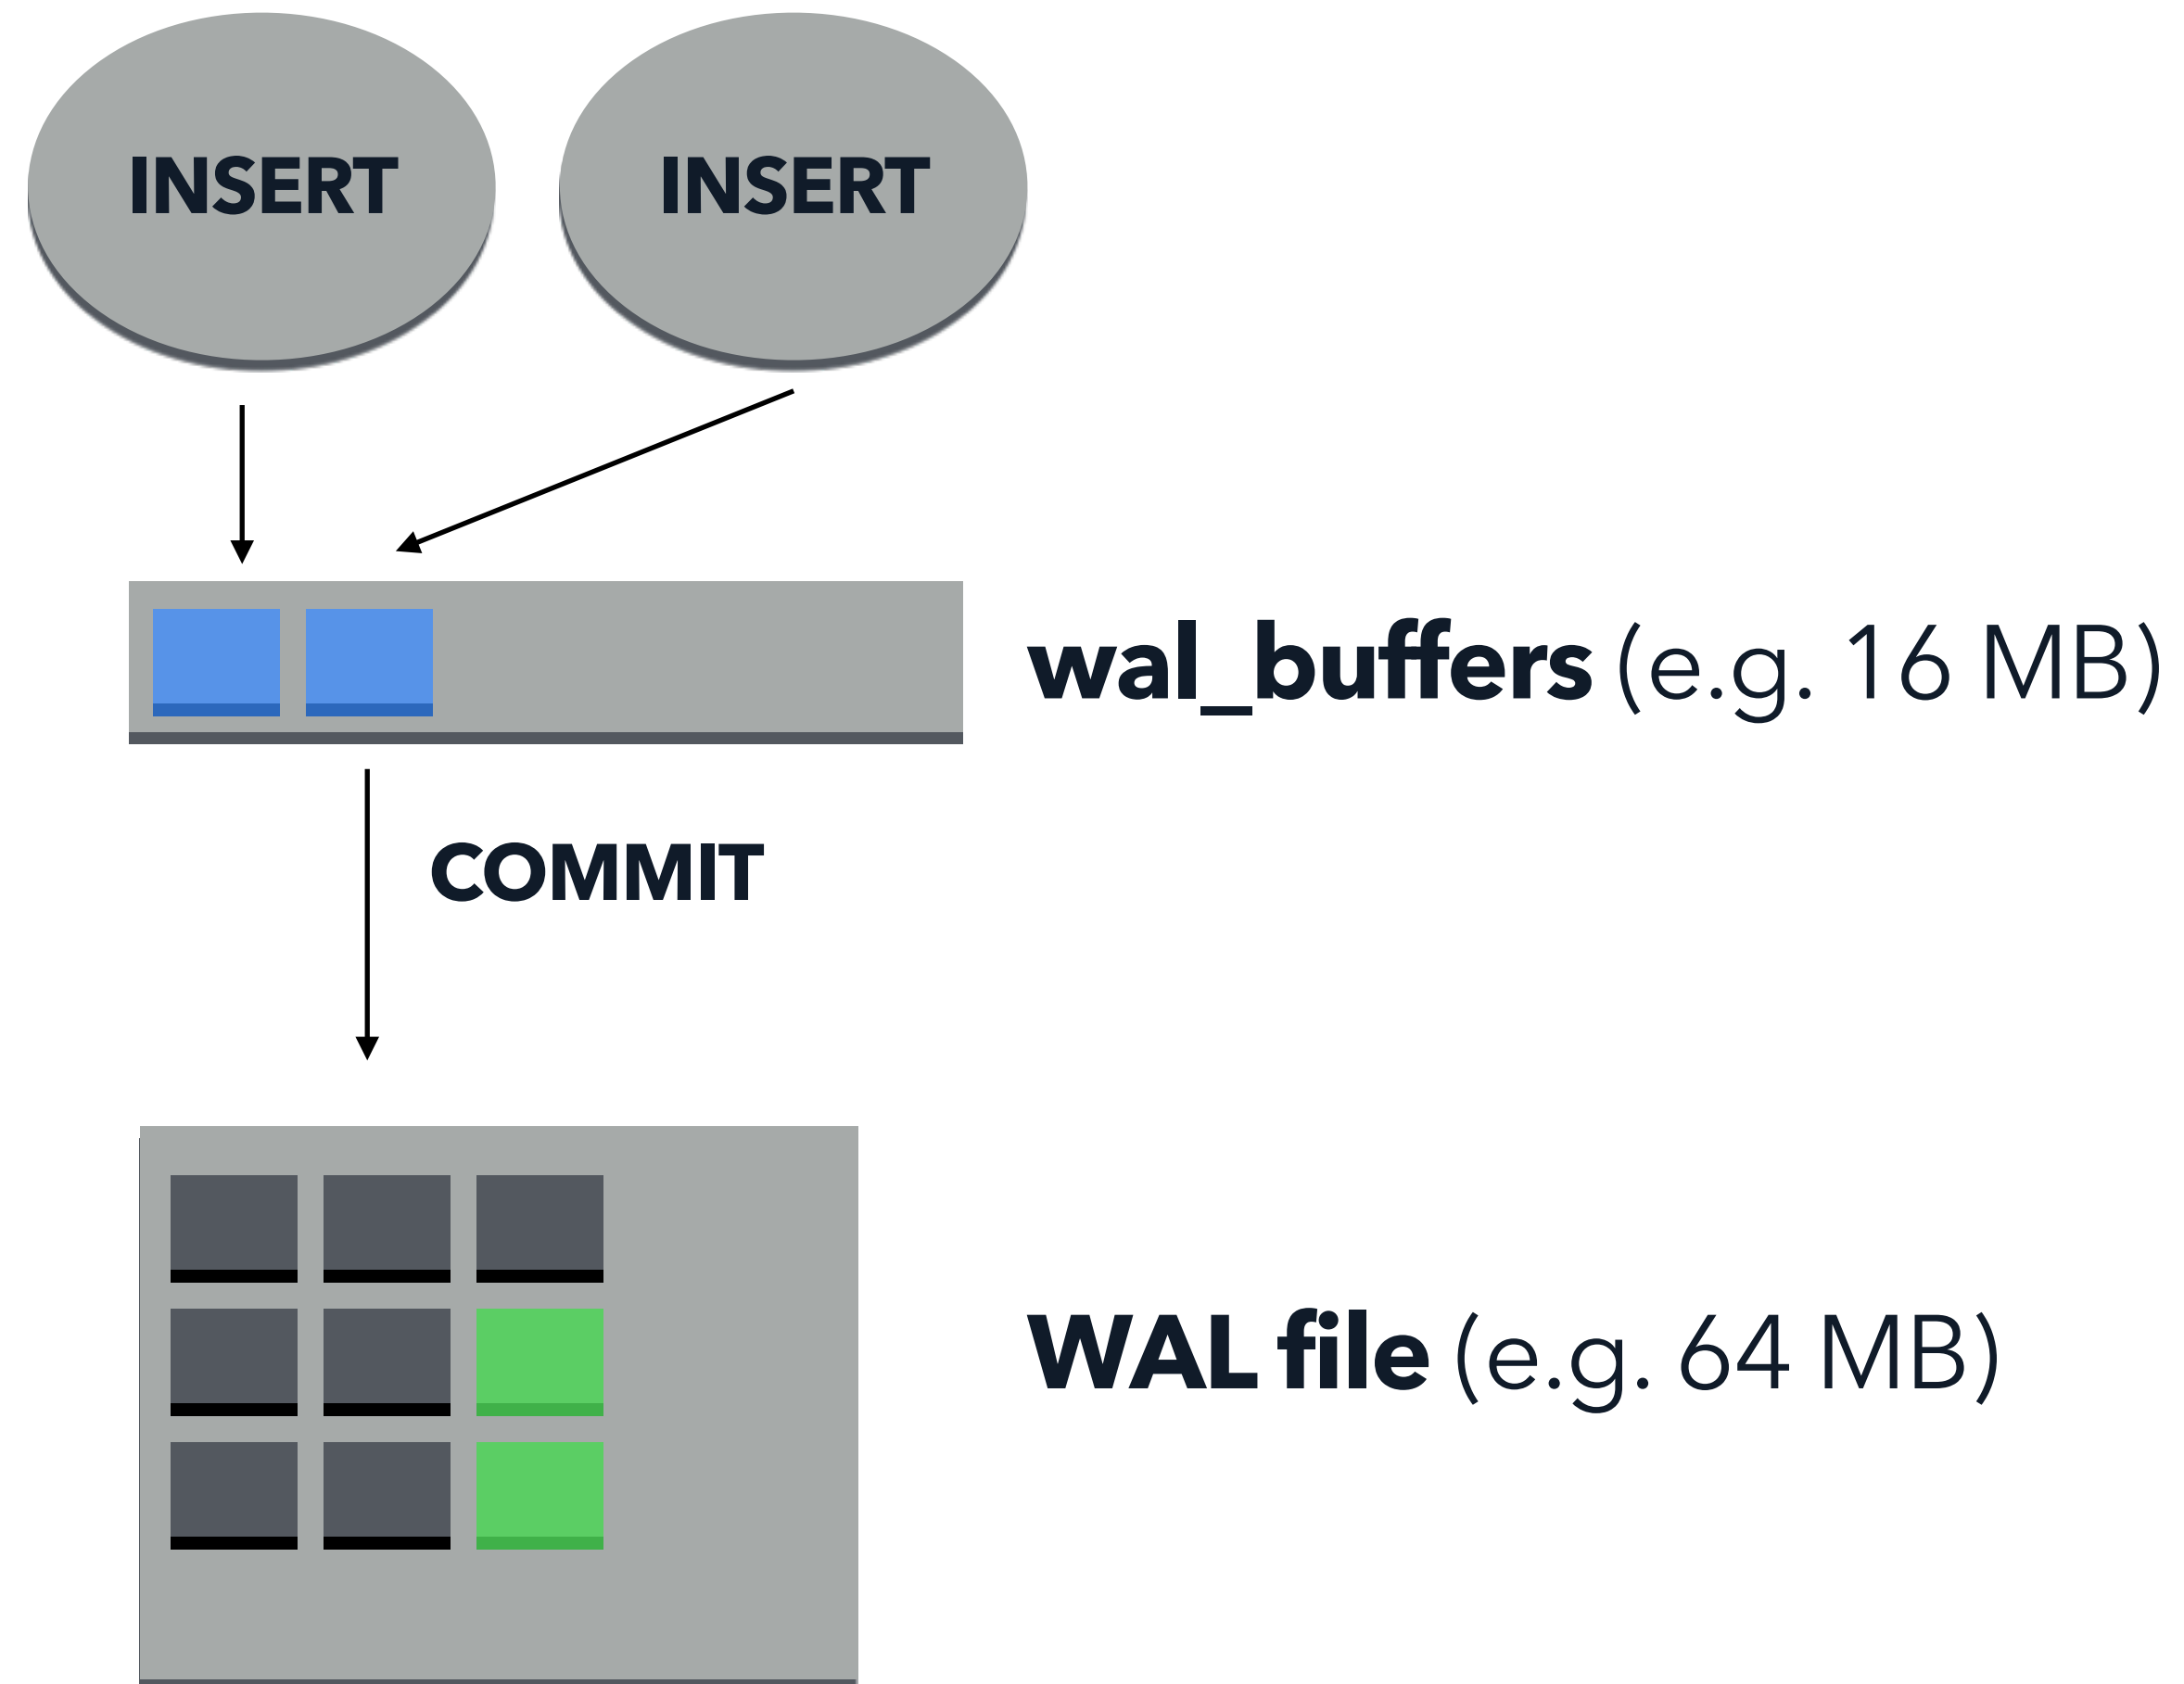 INSERT
INSERT
wal_buffers (e.g. 16 MB)
COMMIT
WAL file (e.g. 64 MB)